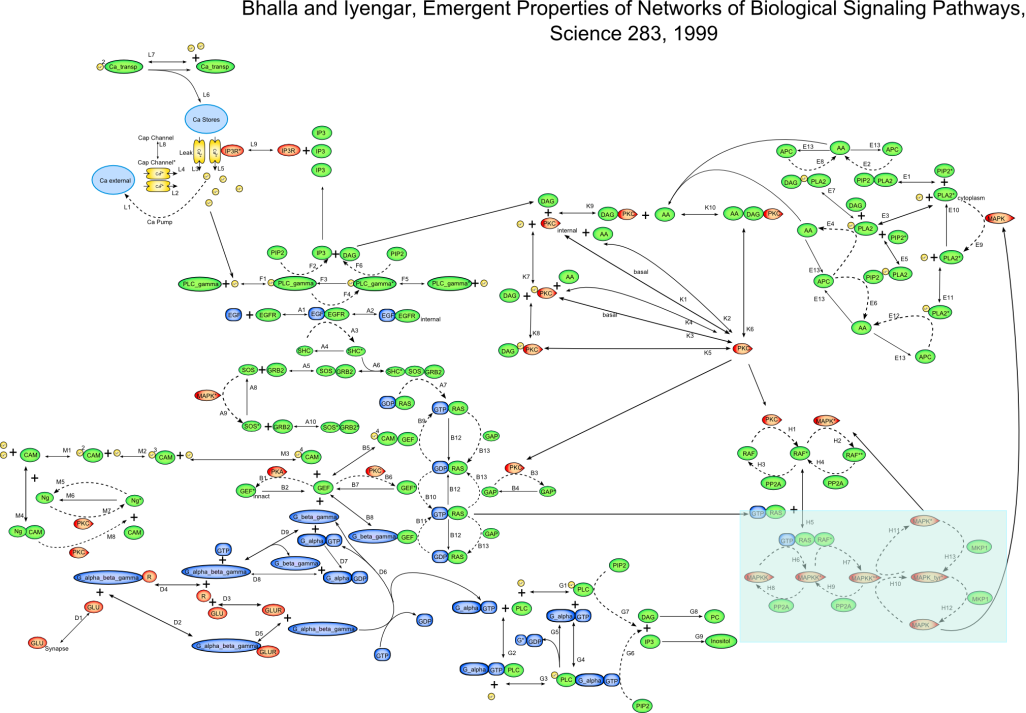 Bhalla and Iyengar, Emergent Properties of Networks of Biological Signaling Pathways,
Science 283, 1999
L7
2
Ca_transp
+
Ca_transp
L6
Ca Stores
Cap Channel
L8
Leak
IP3R*
L9
IP3R
+
IP3
IP3
IP3
Cap Channel*
L4
L3
L5
Ca external
L2
L1
Ca Pump
PIP2
IP3
+
DAG
PIP2
F2
F6
PLC_gamma
+
F1
PLC_gamma
F3
PLC_gamma*
F5
PLC_gamma*
+
F4
EGF
+
EGFR
A1
EGF
EGFR
A2
EGF
EGFR
internal
A3
SHC
A4
SHC*
A6
SOS
+
GRB2
A5
SOS
GRB2
SHC*
SOS
GRB2
A8
A7
MAPK*
GDP
RAS
A9
SOS*
+
GRB2
A10
SOS*
GRB2*
GTP
RAS
B9
B12
GAP
B13
4
CAM
GEF
B5
+
CAM
M1
2
CAM
+
M2
3
CAM
+
M3
4
CAM
GDP
RAS
+
M5
Ng
M6
Ng*
M7
PKC
+
M4
Ng
CAM
M8
CAM
PKC
PKA
B1
GEF*
innact
B2
GEF
B7
PKC
B6
GEF*
B10
B12
B13
GAP
PKC
B3
B4
GAP*
GTP
RAS
B8
G_beta_gamma
G_beta_gamma
GEF
B11
B12
B13
GAP
GDP
RAS
D9
+
G_alpha
GTP
GTP
+
G_beta_gamma
D7
D6
G_alpha_beta_gamma
D8
+
G_alpha
GDP
G_alpha_beta_gamma
R
D4
+
R
GLU
D3
+
GLU
GLUR
+
D1
D2
D5
G_alpha_beta_gamma
GLU
Synapse
G_alpha_beta_gamma
GLUR
GDP
GTP
DAG
+
PKC
internal
K9
DAG
PKC
+
AA
K10
AA
DAG
PKC
+
AA
K7
basal
+
AA
DAG
+
PKC
K1
K2
K4
K3
K6
basal
K8
DAG
PKC
K5
PKC
APC
E13
AA
E13
APC
E8
E2
DAG
PLA2
PIP2
PLA2
E1
PIP2*
+
PLA2*
cytoplasm
E7
DAG
+
E10
MAPK
AA
E4
PLA2
E3
+
PIP2*
E9
E5
PLA2*
E13
APC
PIP2
PLA2
E6
E11
E13
PLA2*
E12
AA
E13
APC
PKC
MAPK*
H1
H2
RAF
RAF*
RAF**
H3
H4
PP2A
PP2A
GTP
RAS
+
H5
MAPK*
H11
GTP
RAS
RAF*
MKP1
H6
H7
H13
MAPKK
MAPKK*
MAPKK**
MAPK_tyr*
H8
H9
H10
PP2A
PP2A
H12
MKP1
MAPK
PIP2
+
G1
PLC
G_alpha
GTP
+
PLC
+
G_alpha
GTP
G7
DAG
G8
PC
+
IP3
G9
Inositol
G*
GDP
G5
G2
G4
G6
G_alpha
GTP
PLC
+
G3
PLC
G_alpha
GTP
PIP2